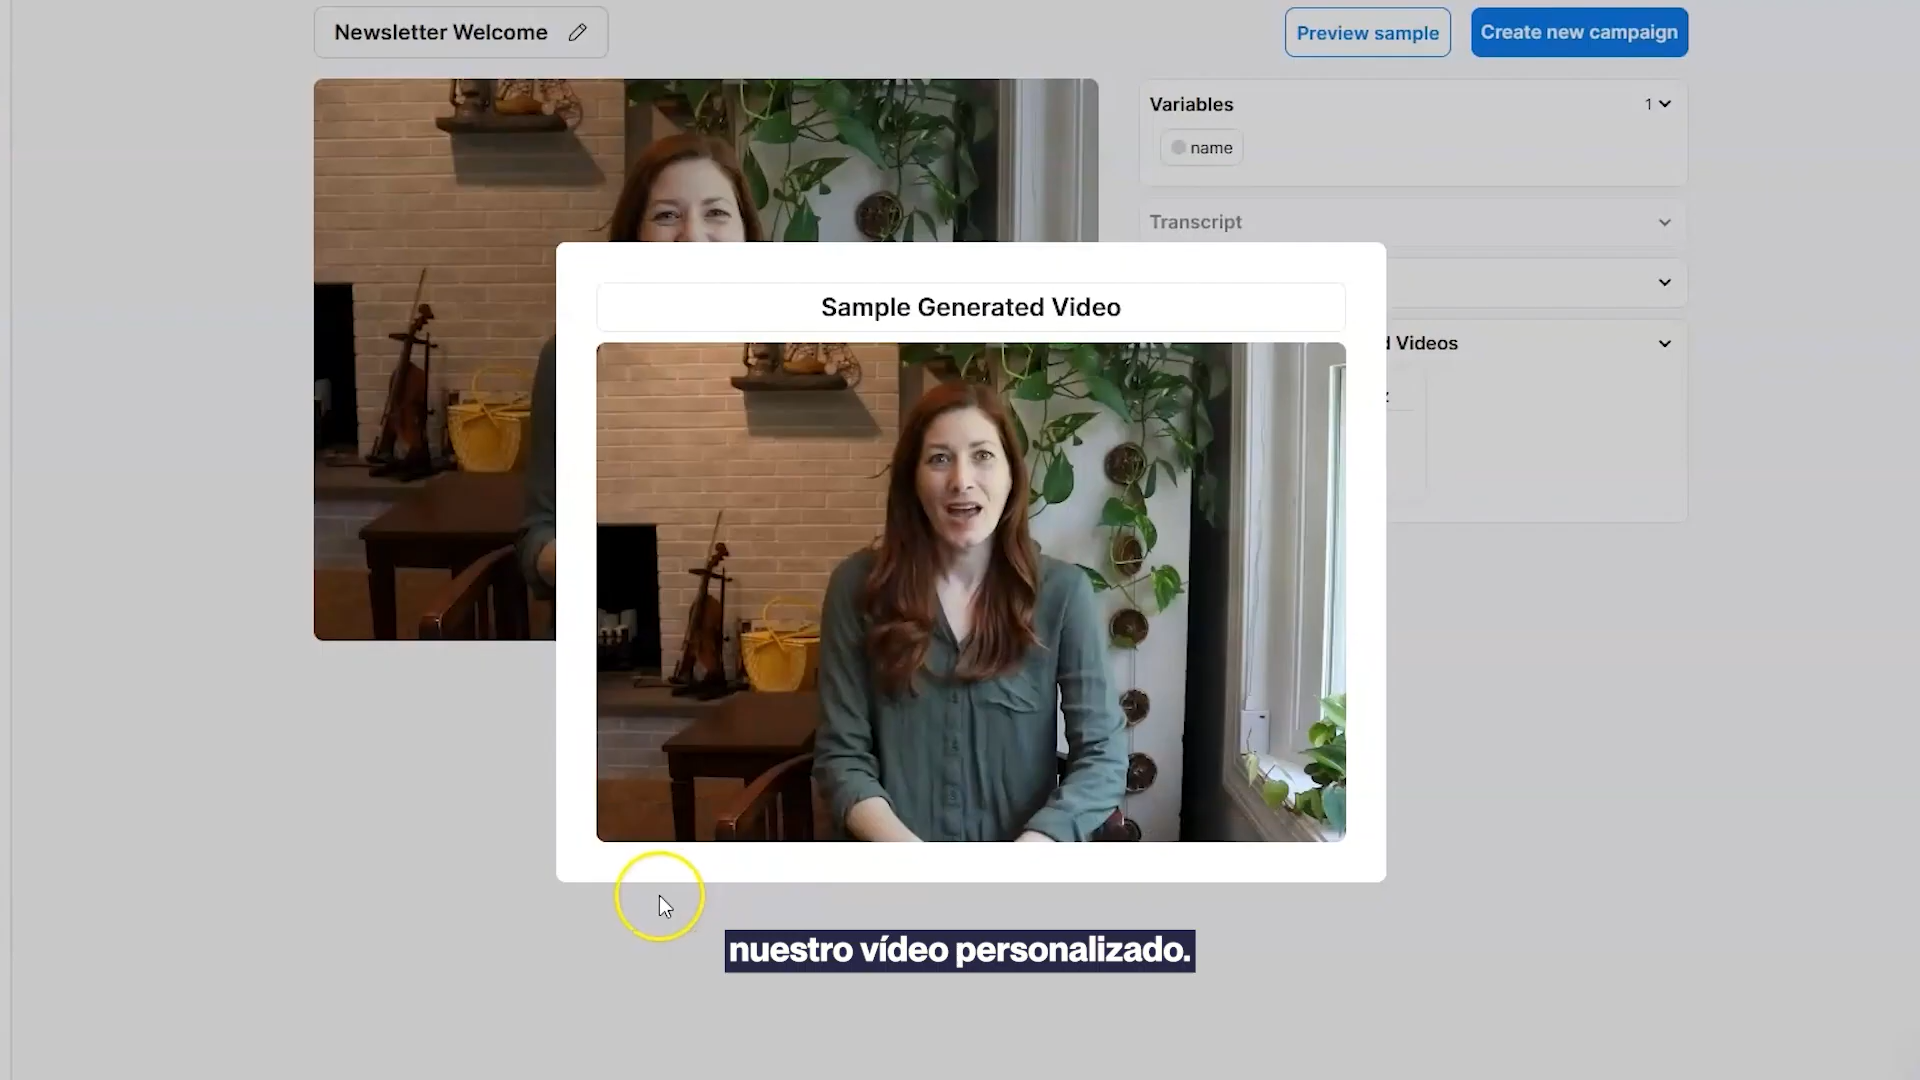 Newsletter Welcome
Preview sample
Create new campaign
Variables
1
name
Transcript
Sample Generated Video
d Videos
nuestro vídeo personalizado.